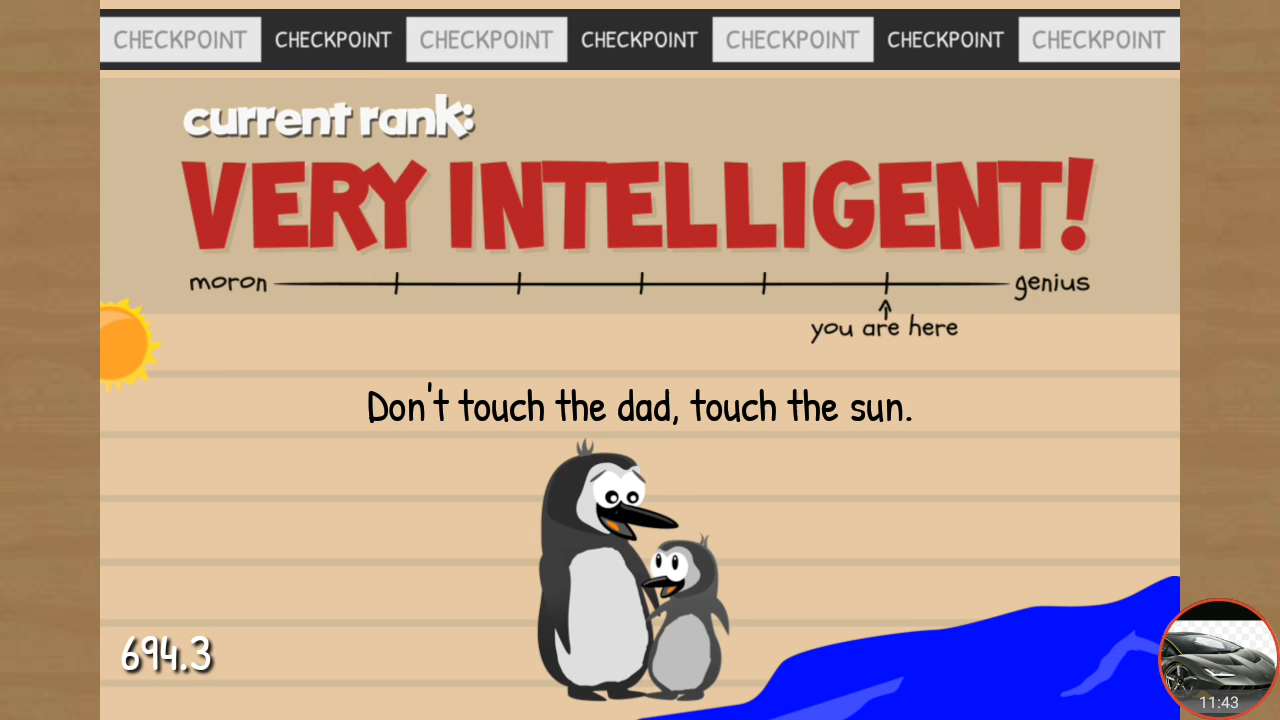 CHECKPOINT CHECKPOINT CHECKPOINT CHECKPOINT CHECKPOINT CHECKPOINT CHECKPOINT
current rank:
VERY INTELLIGENT!
moron genius
you are here
Don't touch the dad, touch the sun.
694.3
11:43